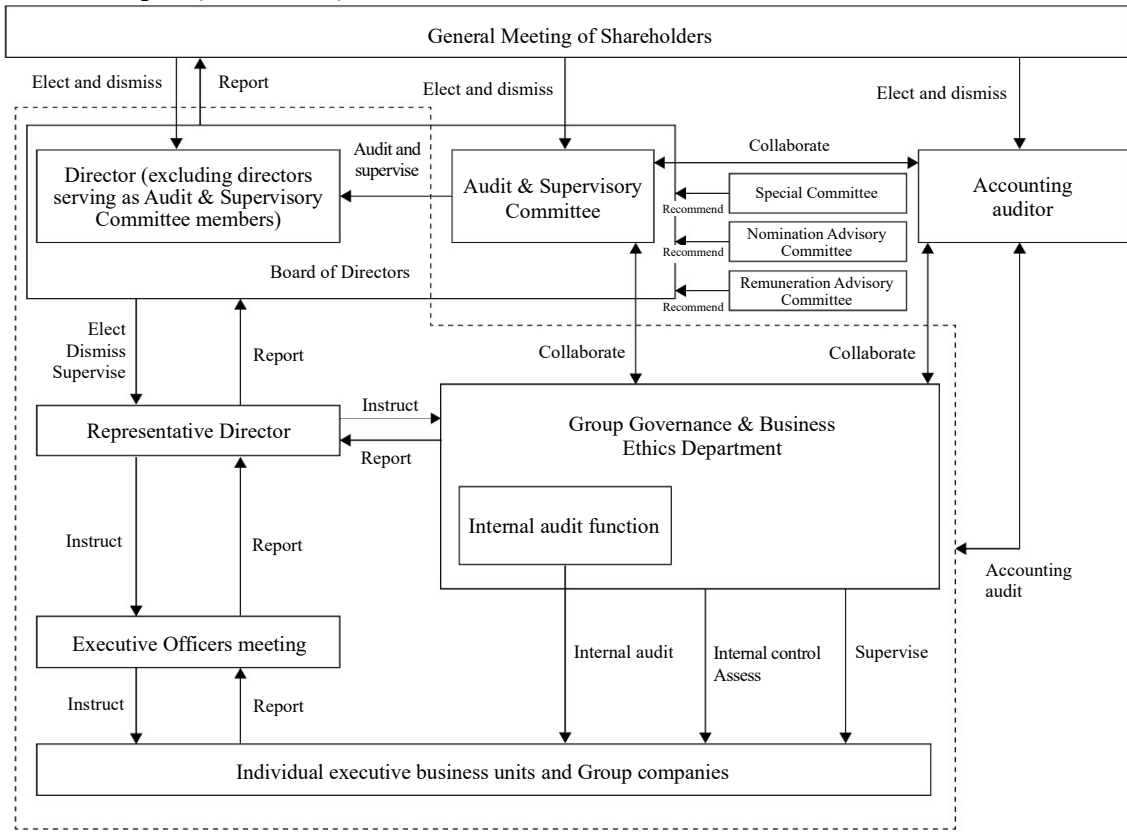 General Meeting of Shareholders
Elect and dismiss
Report
Elect and dismiss
Elect and dismiss
Director (excluding directors
serving as Audit & Supervisory
Committee members)
Audit and
supervise
Audit & Supervisory
Committee
Collaborate
Accounting
auditor
Recommend
Special Committee
Recommend
Nomination Advisory
Committee
Recommend
Remuneration Advisory
Committee
Board of Directors
Elect
Dismiss
Supervise
Report
Collaborate
Collaborate
Representative Director
Instruct
Report
Group Governance & Business
Ethics Department
Internal audit function
Instruct
Report
Accounting
audit
Executive Officers meeting
Internal audit
Internal control
Assess
Supervise
Instruct
Report
Individual executive business units and Group companies